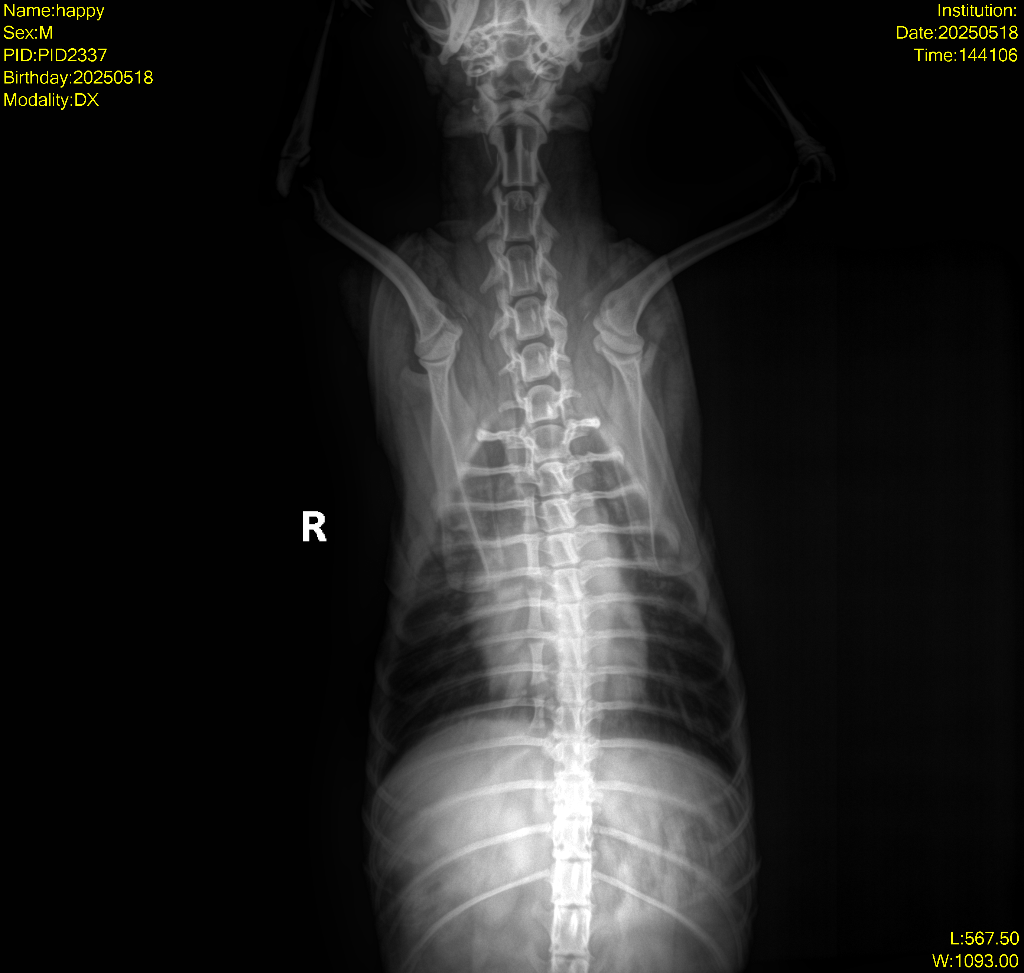 Name:happy
Sex:M
PID:PID2337
Birthday:20250518
Modality:DX
Institution:
Date:20250518
Time:144106
R
L:567.50
W:1093.00